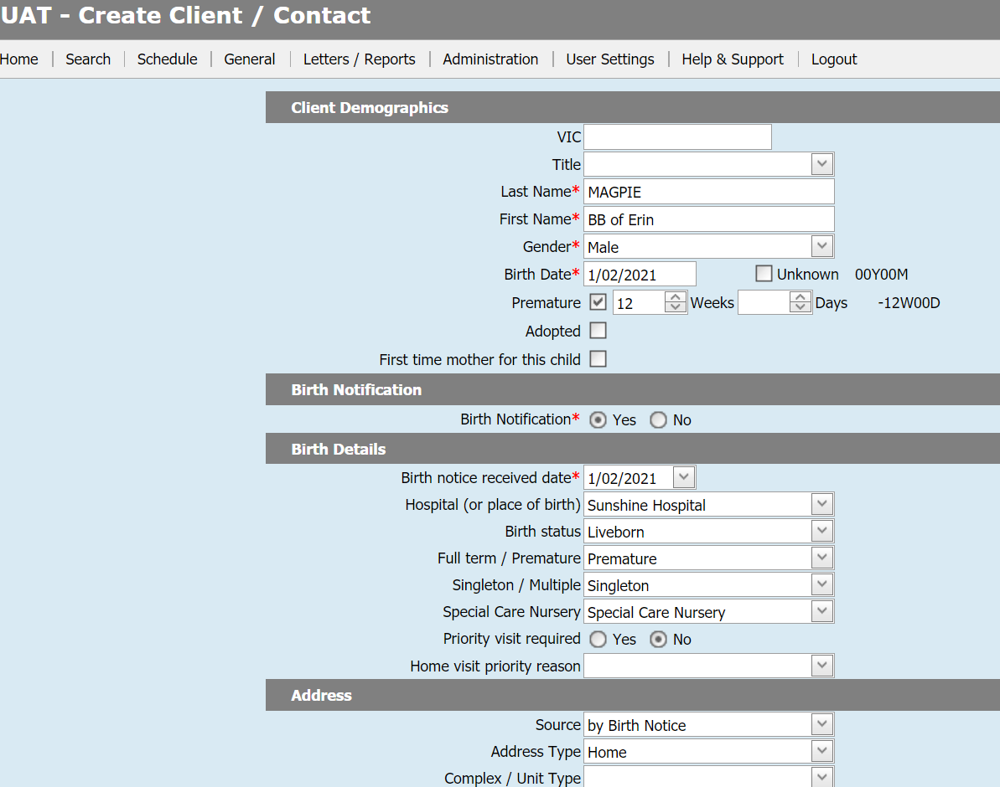 UAT - Create Client / Contact
Home Search Schedule General Letters / Reports Administration User Settings Help & Support Logout
Client Demographics
VIC
Title
Last Name* MAGPIE
First Name* BB of Erin
Gender* Male
Birth Date* 1/02/2021 Unknown 00Y00M
Premature 12 Weeks Days -12W00D
Adopted
First time mother for this child
Birth Notification
Birth Notification* Yes No
Birth Details
Birth notice received date* 1/02/2021
Hospital (or place of birth) Sunshine Hospital
Birth status Liveborn
Full term / Premature Premature
Singleton / Multiple Singleton
Special Care Nursery Special Care Nursery
Priority visit required Yes No
Home visit priority reason
Address
Source by Birth Notice
Address Type Home
Complex / Unit Type